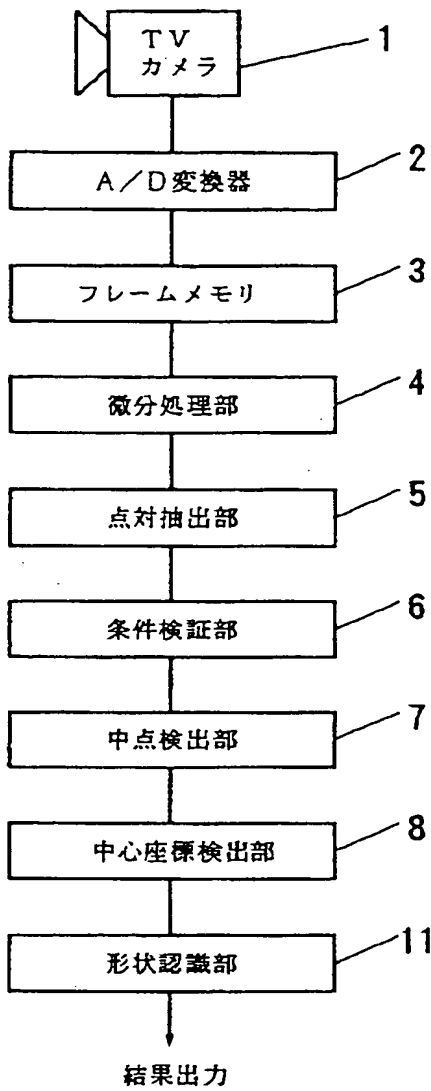 TV
カメラ
1
A/D変換器
2
フレームメモリ
3
微分処理部
4
点対抽出部
5
条件検証部
6
中点検出部
7
中心座標検出部
8
形状認識部
11
結果出力